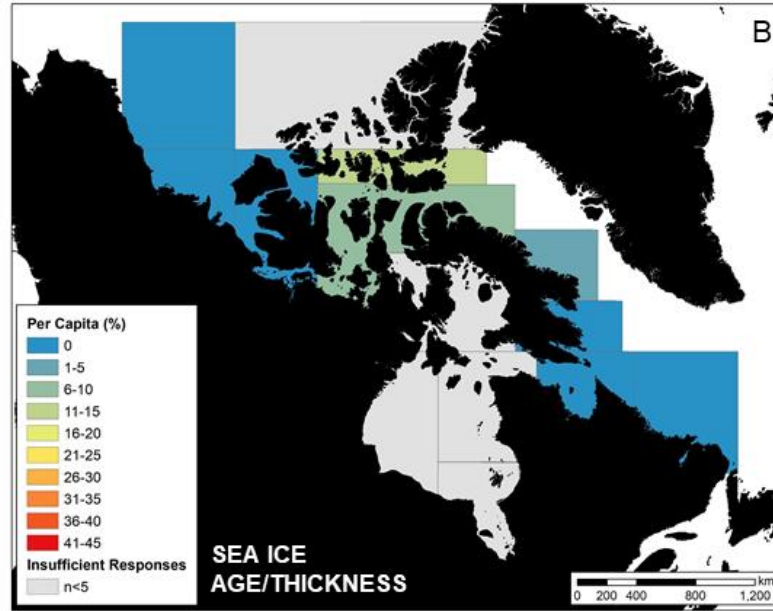 B
Per Capita (%)
0
1-5
6-10
11-15
16-20
21-25
26-30
31-35
36-40
41-45
Insufficient Responses
n<5
SEA ICE
AGE/THICKNESS
km
0 200 400 800 1,200